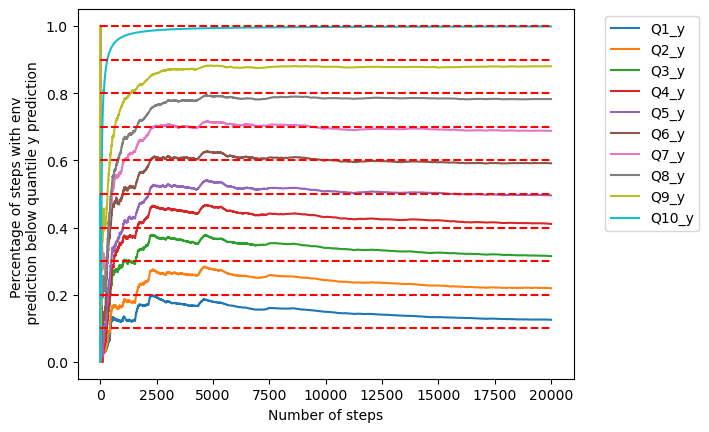 1.0
0.8
0.6
0.4
0.2
0.0
Percentage of steps with env
prediction below quantile y prediction
0
2500
5000
7500
10000
12500
15000
17500
20000
Number of steps
Q1_y
Q2_y
Q3_y
Q4_y
Q5_y
Q6_y
Q7_y
Q8_y
Q9_y
Q10_y